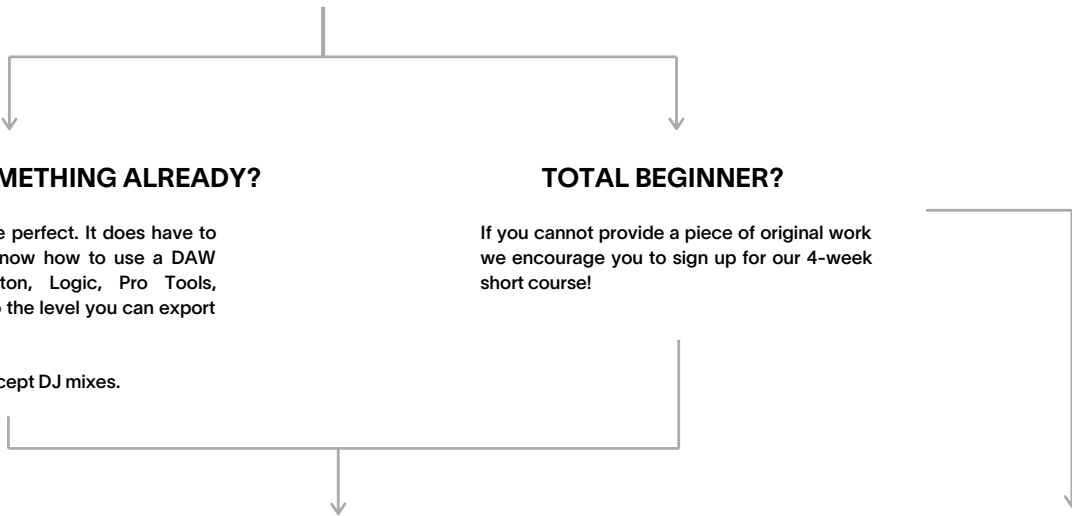 METHING ALREADY?
e perfect. It does have to
now how to use a DAW
ton, Logic, Pro Tools,
the level you can export
cept DJ mixes.
TOTAL BEGINNER?
If you cannot provide a piece of original work
we encourage you to sign up for our 4-week
short course!